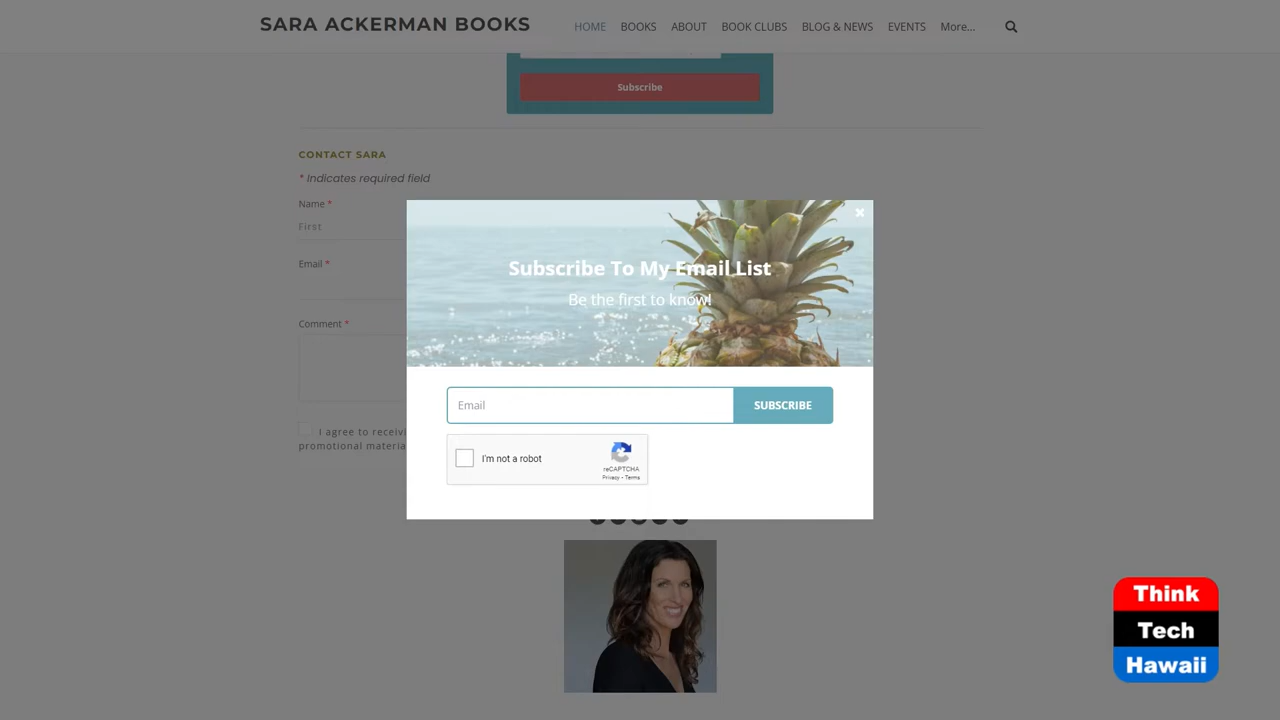 SARA ACKERMAN BOOKS
HOME BOOKS ABOUT BOOK CLUBS BLOG & NEWS EVENTS More...
Subscribe
CONTACT SARA
* Indicates required field
Name *
First
Email *
Comment *
I agree to receivi
promotional materia
Subscribe To My Email List
Be the first to know!
Email
SUBSCRIBE
I'm not a robot
reCAPTCHA
Privacy - Terms
Think
Tech
Hawaii